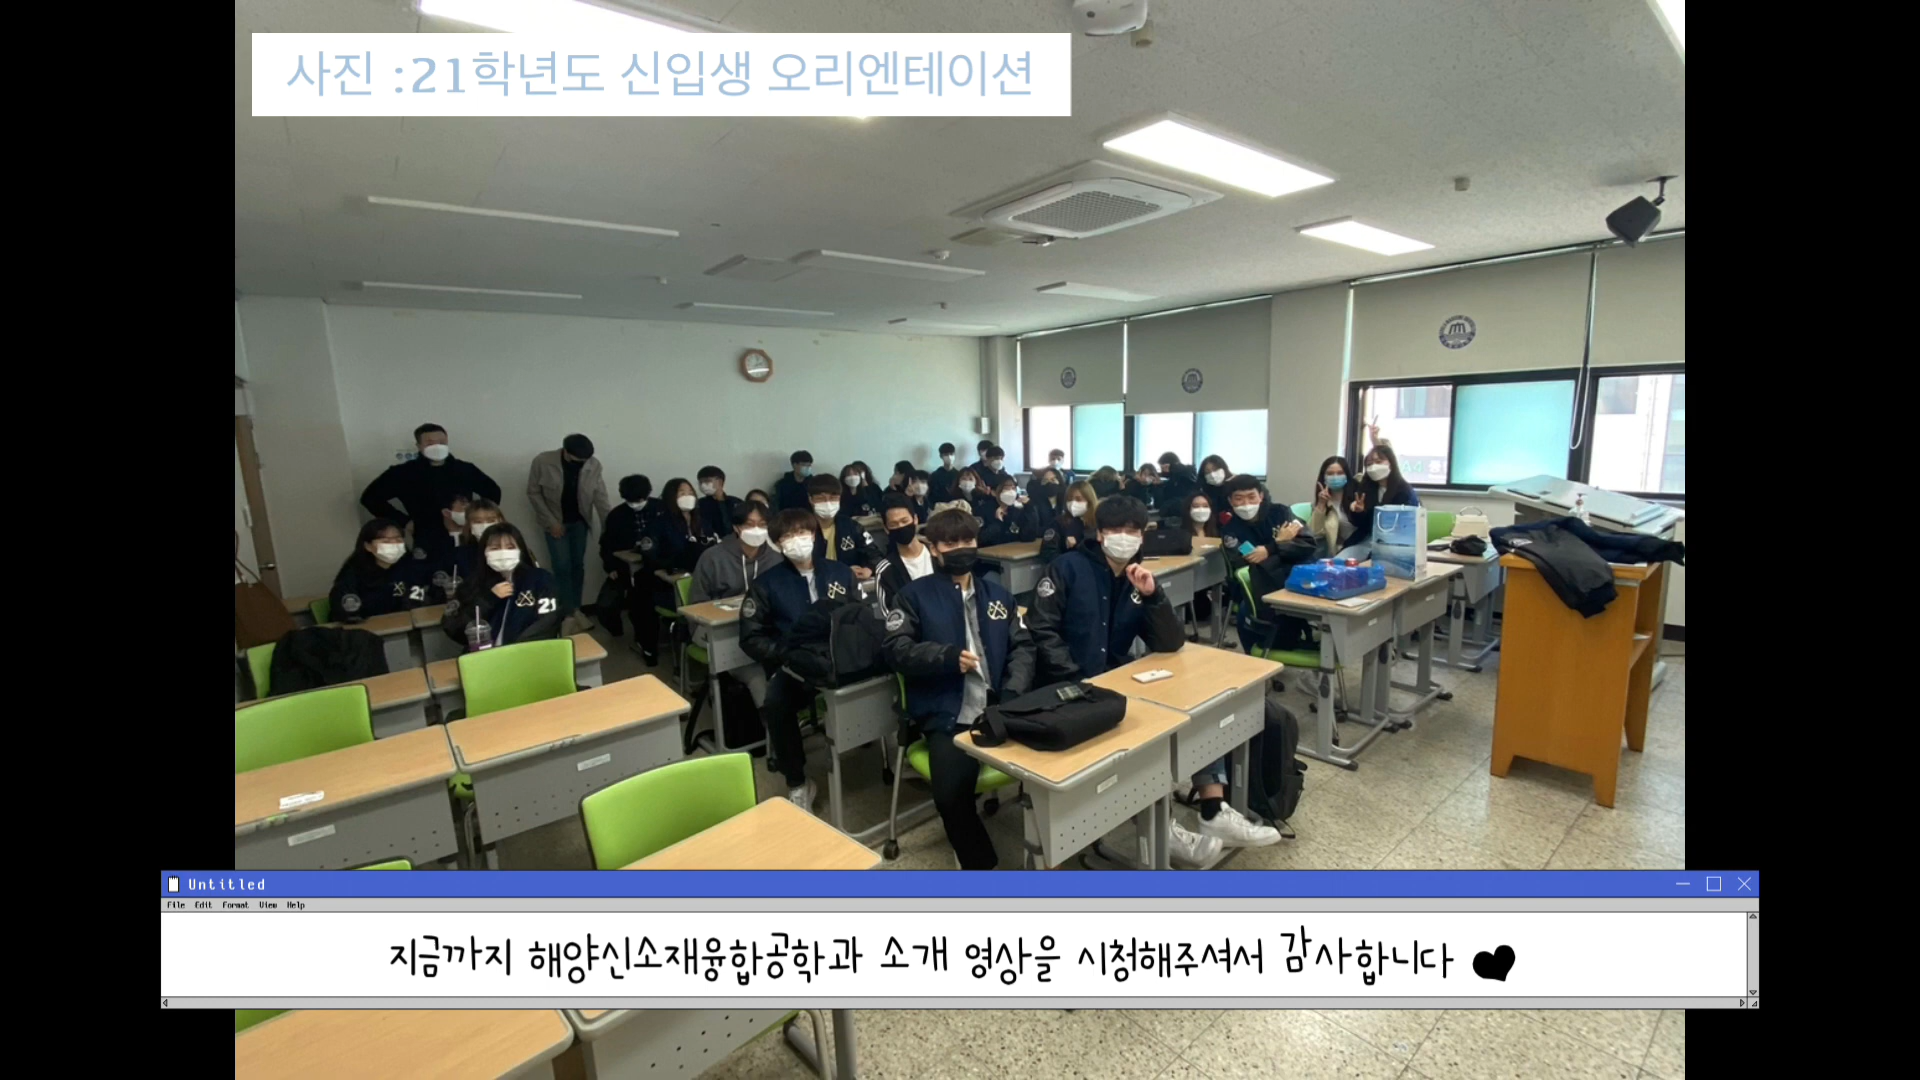 사진 :21학년도 신입생 오리엔테이션
21
21
Untitled
File Edit Format View Help
지금까지 해양신소재융합공학과 소개 영상을 시청해주셔서 감사합니다